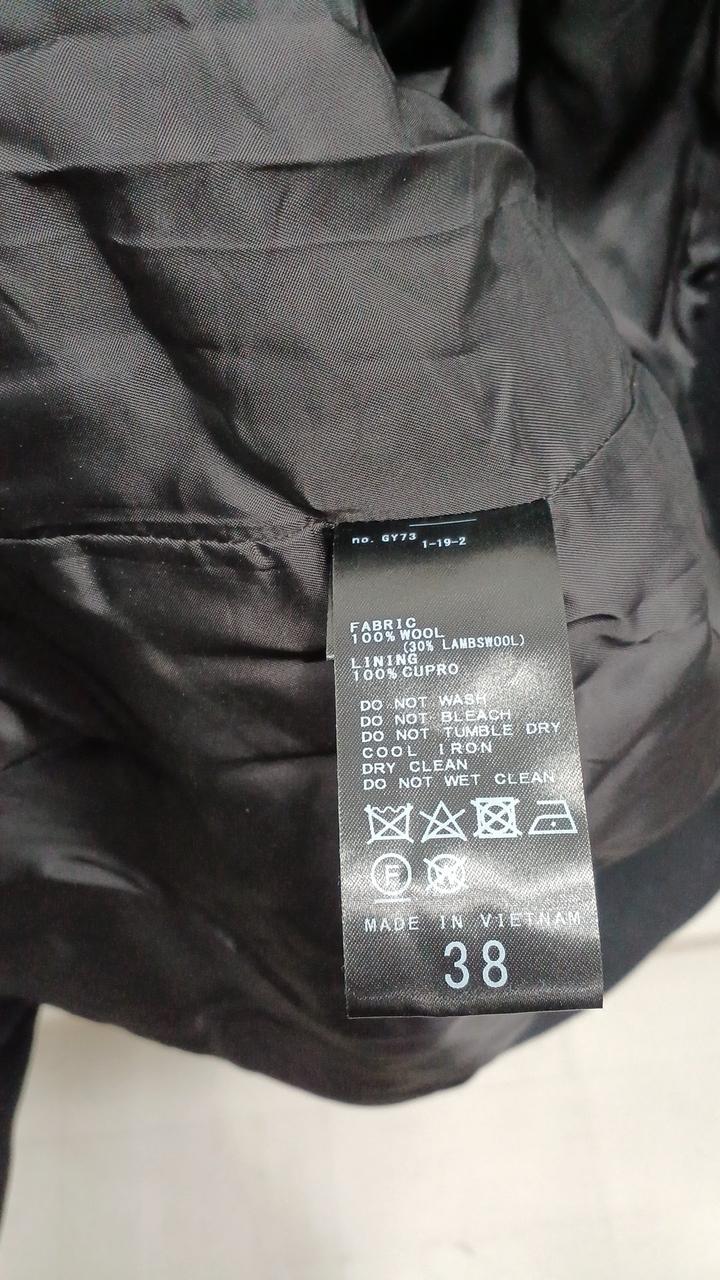 no. GY73
1-19-2
FABRIC
100% WOOL
(30% LAMBSWOOL)
LINING
100% CUPRO
DO NOT WASH
DO NOT BLEACH
DO NOT TUMBLE DRY
COOL IRON
DRY CLEAN
DO NOT WET CLEAN
F
W
MADE IN VIETNAM
38